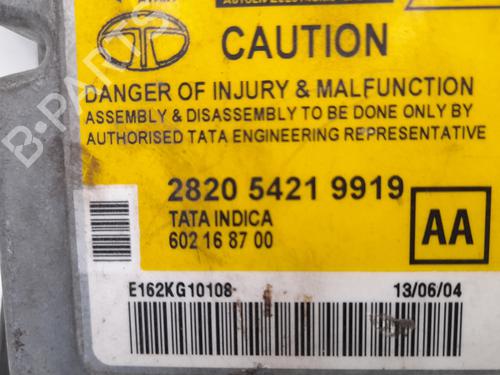 CAUTION
DANGER OF INJURY & MALFUNCTION
ASSEMBLY & DISASSEMBLY TO BE DONE ONLY BY
AUTHORISED TATA ENGINEERING REPRESENTATIVE
2820 5421 9919
TATA INDICA
602 16 87 00
AA
E162KG10108
13/06/04
B-PARTS